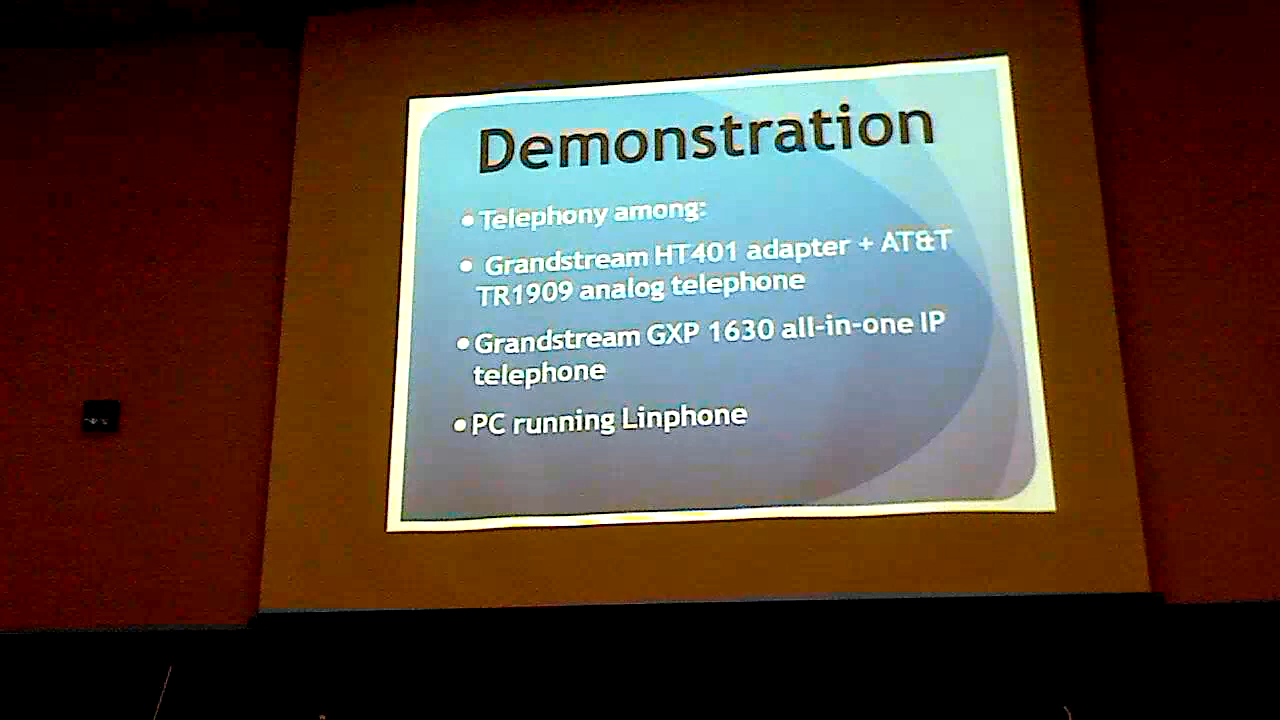 Demonstration
• Telephony among:
• Grandstream HT401 adapter + AT&T
TR1909 analog telephone
• Grandstream GXP 1630 all-in-one IP
telephone
• PC running Linphone